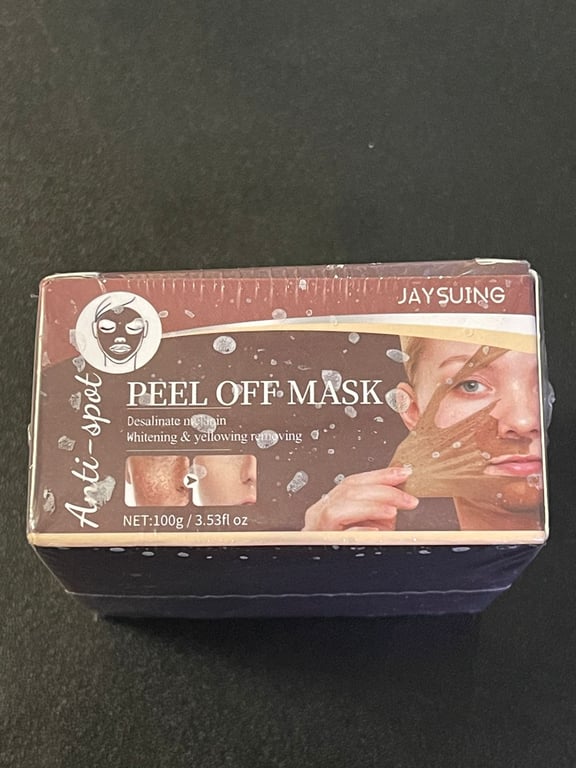 JAYSUING
Anti-spot
PEEL OFF MASK
Desalinate
Whitening & yellowing removing
NET:100g / 3.53fl oz